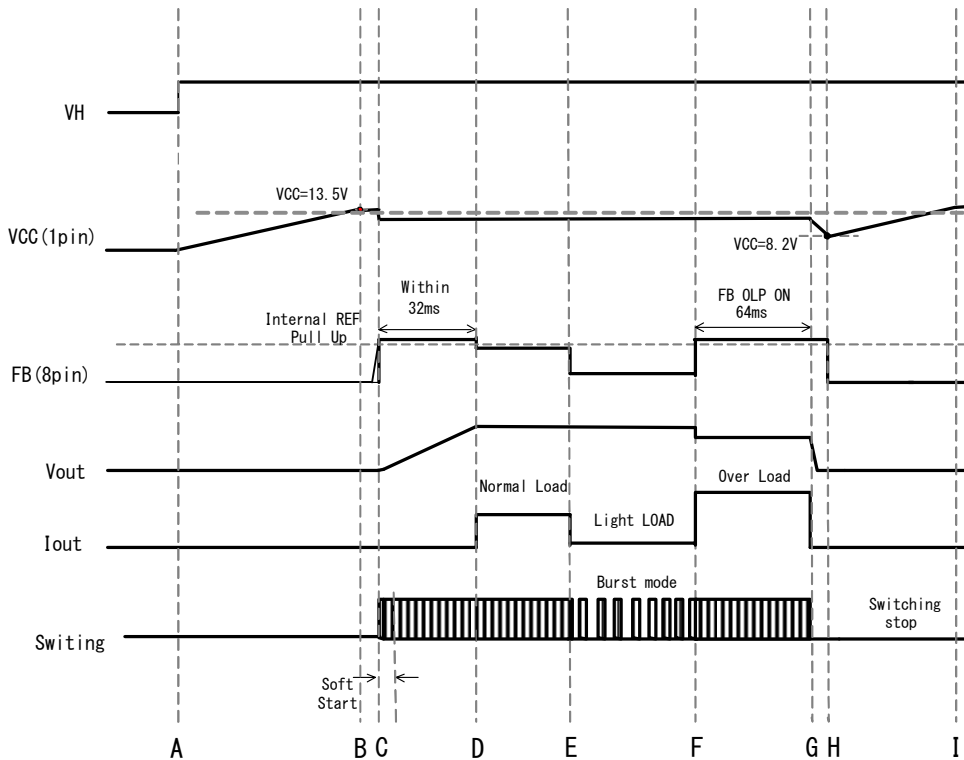 VH
VCC=13.5V
VCC(1pin)
VCC=8.2V
Within
32ms
FB OLP ON
64ms
Internal REF
Pull Up
FB(8pin)
Vout
Normal Load
Over Load
Light LOAD
Iout
Burst mode
Switing
Switching
stop
Soft
Start
A B C D E F G H I